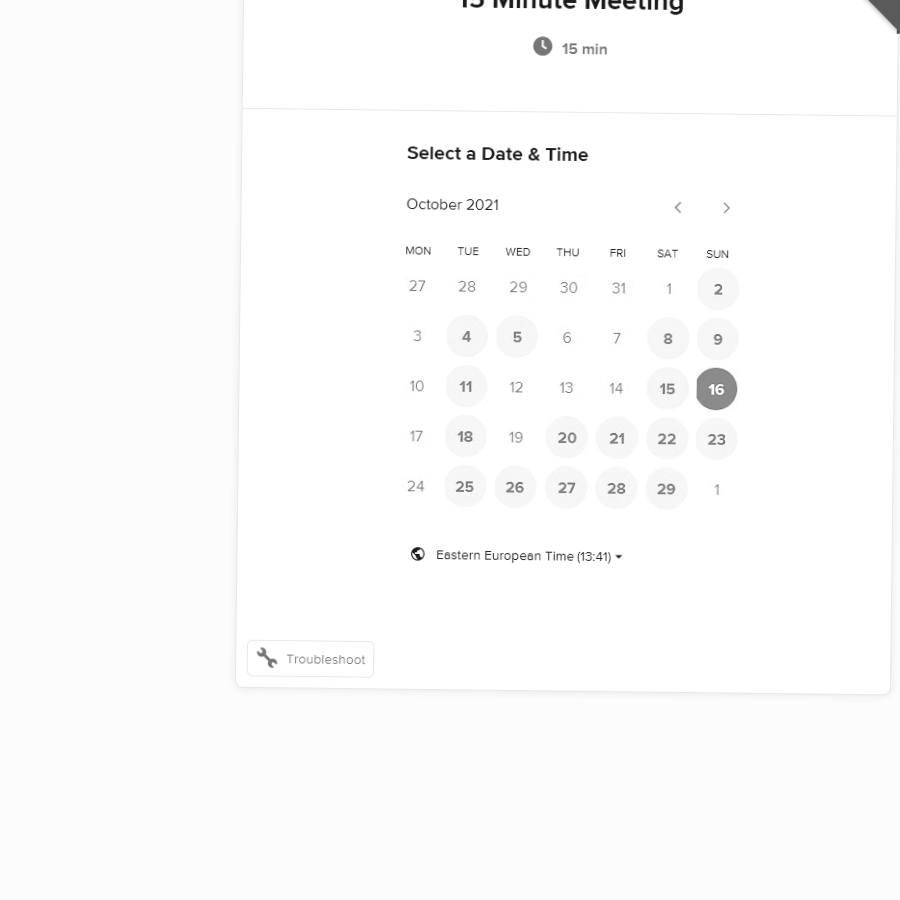 15 Minute Meeting
15 min
Select a Date & Time
October 2021
MON TUE WED THU FRI SAT SUN
27 28 29 30 31 1 2
3 4 5 6 7 8 9
10 11 12 13 14 15 16
17 18 19 20 21 22 23
24 25 26 27 28 29 1
Eastern European Time (13:41)
Troubleshoot